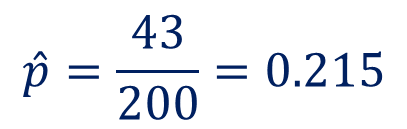 p̂ = 43/200 = 0.215